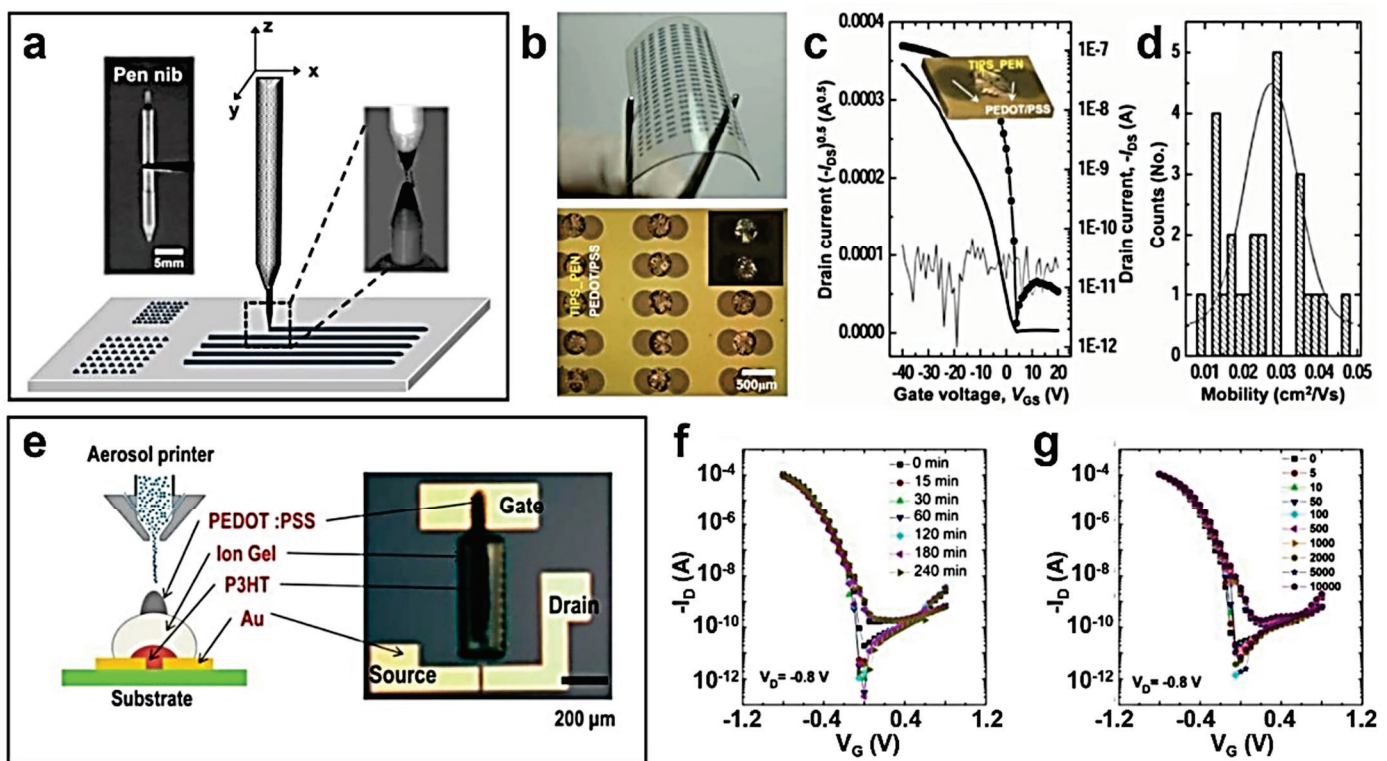 a
z
x
y
Pen nib
5mm
b
TIPS_PEN
PEDOT/PSS
500μm
c
0.0004
0.0003
0.0002
0.0001
0.0000
Drain current (-I_DS)^0.5 (A^0.5)
TIPS_PEN
PEDOT/PSS
1E-7
1E-8
1E-9
1E-10
1E-11
1E-12
Drain current, -I_DS (A)
-40 -30 -20 -10 0 10 20
Gate voltage, V_GS (V)
d
5
4
3
2
1
0
Counts (No.)
0.01 0.02 0.03 0.04 0.05
Mobility (cm²/Vs)
e
Aerosol printer
PEDOT :PSS
Ion Gel
P3HT
Au
Substrate
Gate
Drain
Source
200 μm
f
10⁻⁴
10⁻⁶
10⁻⁸
10⁻¹⁰
10⁻¹²
-I_D (A)
0 min
15 min
30 min
60 min
120 min
180 min
240 min
V_D= -0.8 V
-1.2 -0.4 0.4 1.2
V_G (V)
g
10⁻⁴
10⁻⁶
10⁻⁸
10⁻¹⁰
10⁻¹²
-I_D (A)
0
5
10
50
100
500
1000
2000
5000
10000
V_D= -0.8 V
-1.2 -0.4 0.4 1.2
V_G (V)